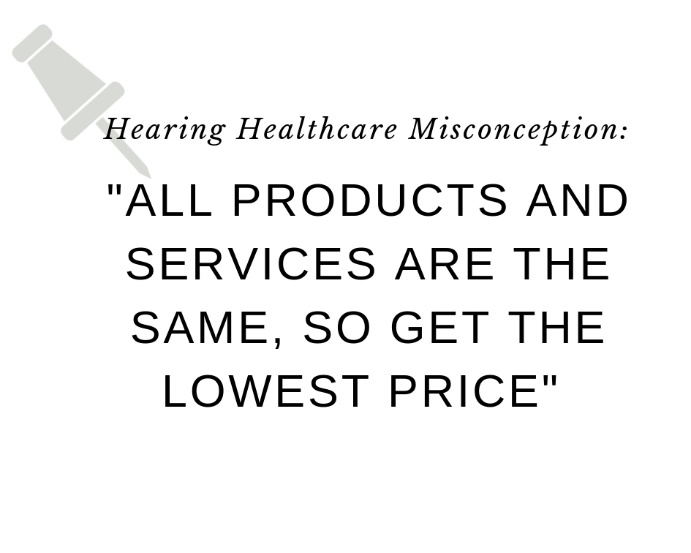 Hearing Healthcare Misconception:
"ALL PRODUCTS AND
SERVICES ARE THE
SAME, SO GET THE
LOWEST PRICE"